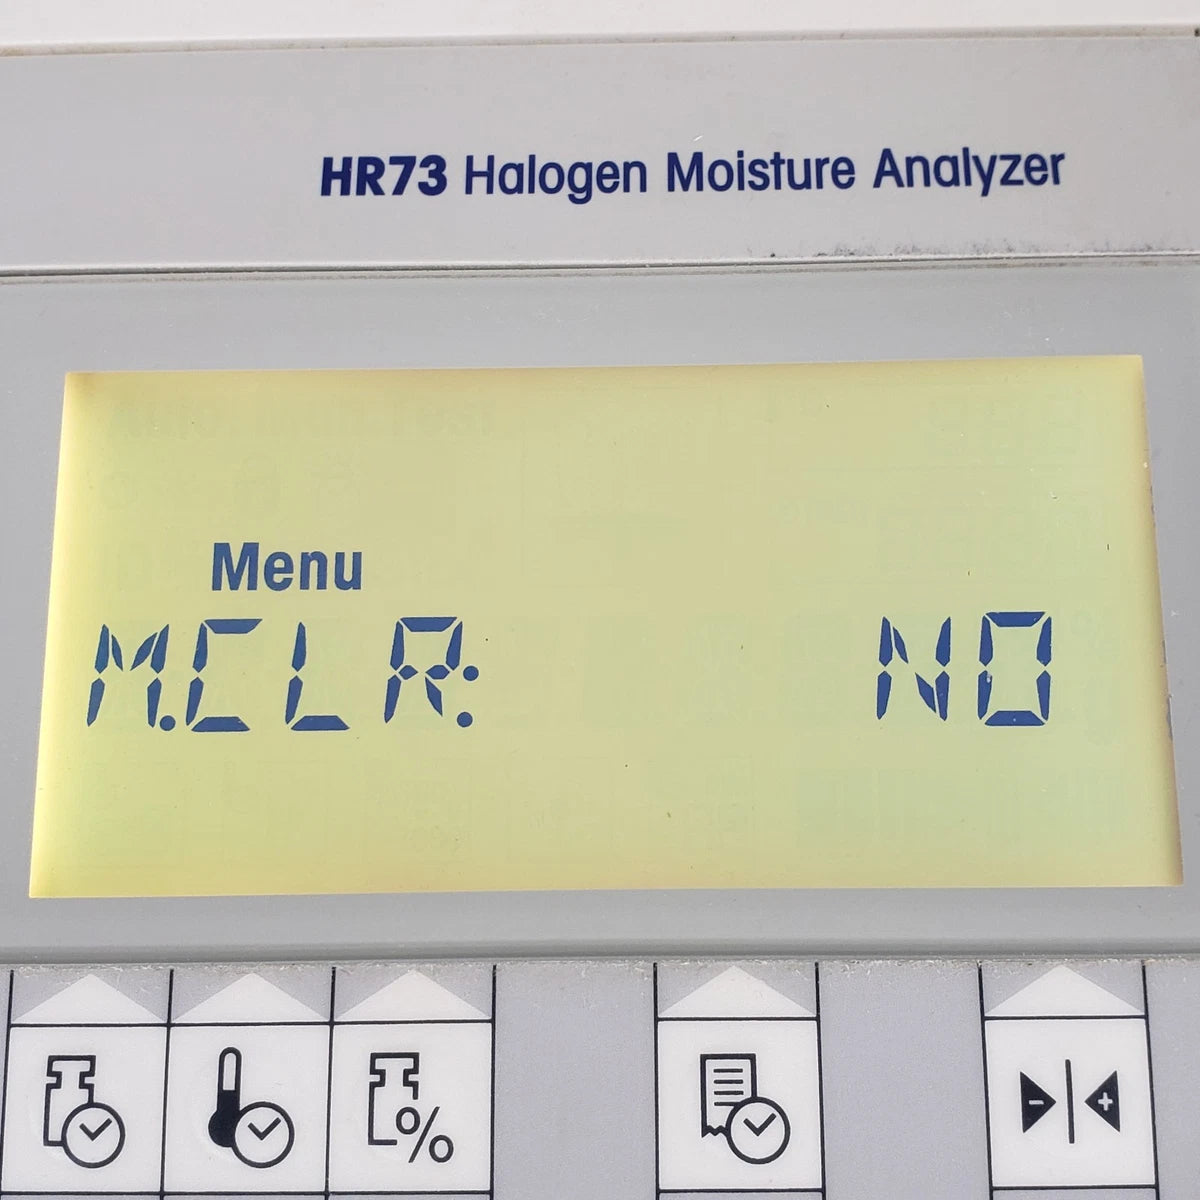 HR73 Halogen Moisture Analyzer
Menu
M.CLR: NO
%
- +